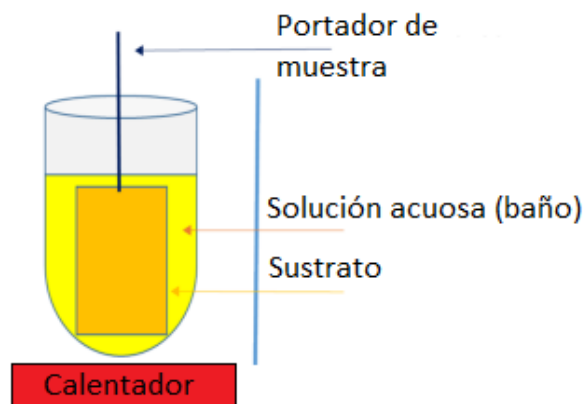 Portador de
muestra
Solución acuosa (baño)
Sustrato
Calentador